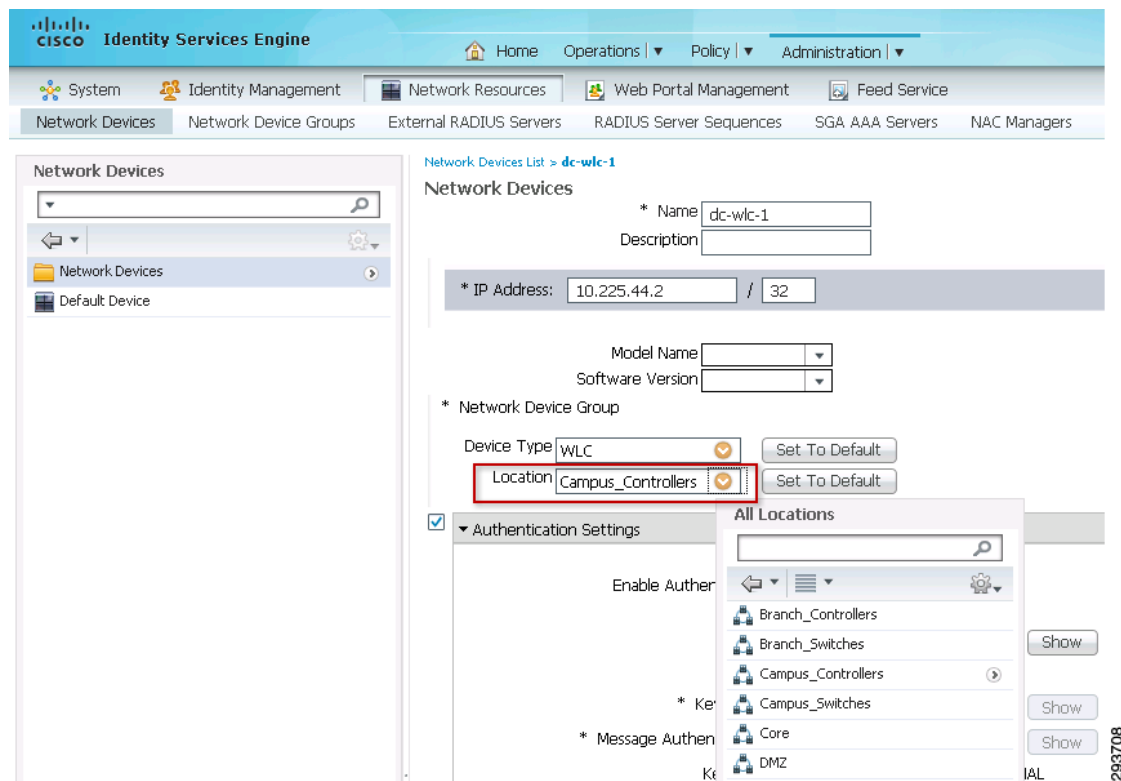 CISCO Identity Services Engine
Home Operations | Policy | Administration |
System Identity Management Network Resources Web Portal Management Feed Service
Network Devices Network Device Groups External RADIUS Servers RADIUS Server Sequences SGA AAA Servers NAC Managers
Network Devices
Network Devices
Default Device
Network Devices List > dc-wlc-1
Network Devices
* Name dc-wlc-1
Description
* IP Address: 10.225.44.2 / 32
Model Name
Software Version
* Network Device Group
Device Type WLC Set To Default
Location Campus_Controllers Set To Default
Authentication Settings
All Locations
Enable Auther
Branch_Controllers
Branch_Switches
Show
Campus_Controllers
* Key
Campus_Switches
Show
* Message Authen
Core
Show
Ke
DMZ
IAL
293708